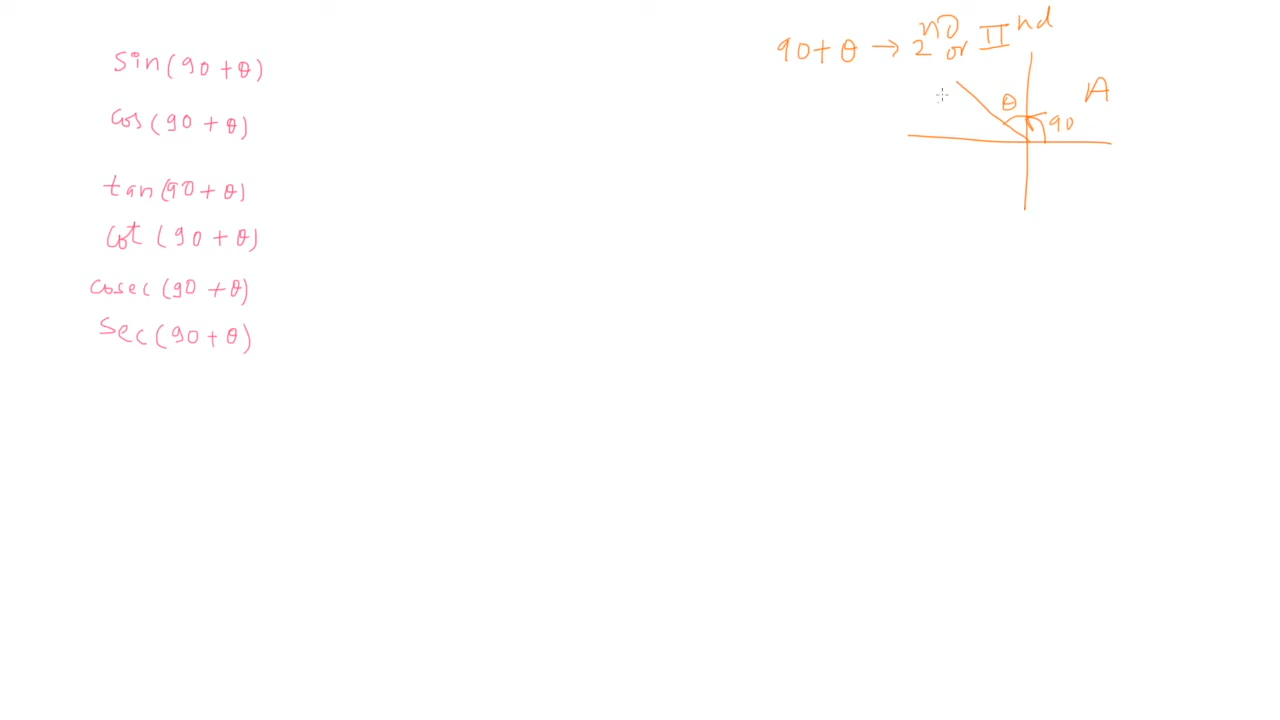 sin(90+θ)
cos(90+θ)
tan(90+θ)
cot(90+θ)
cosec(90+θ)
sec(90+θ)
90+θ → 2nd or IInd
A
θ
90